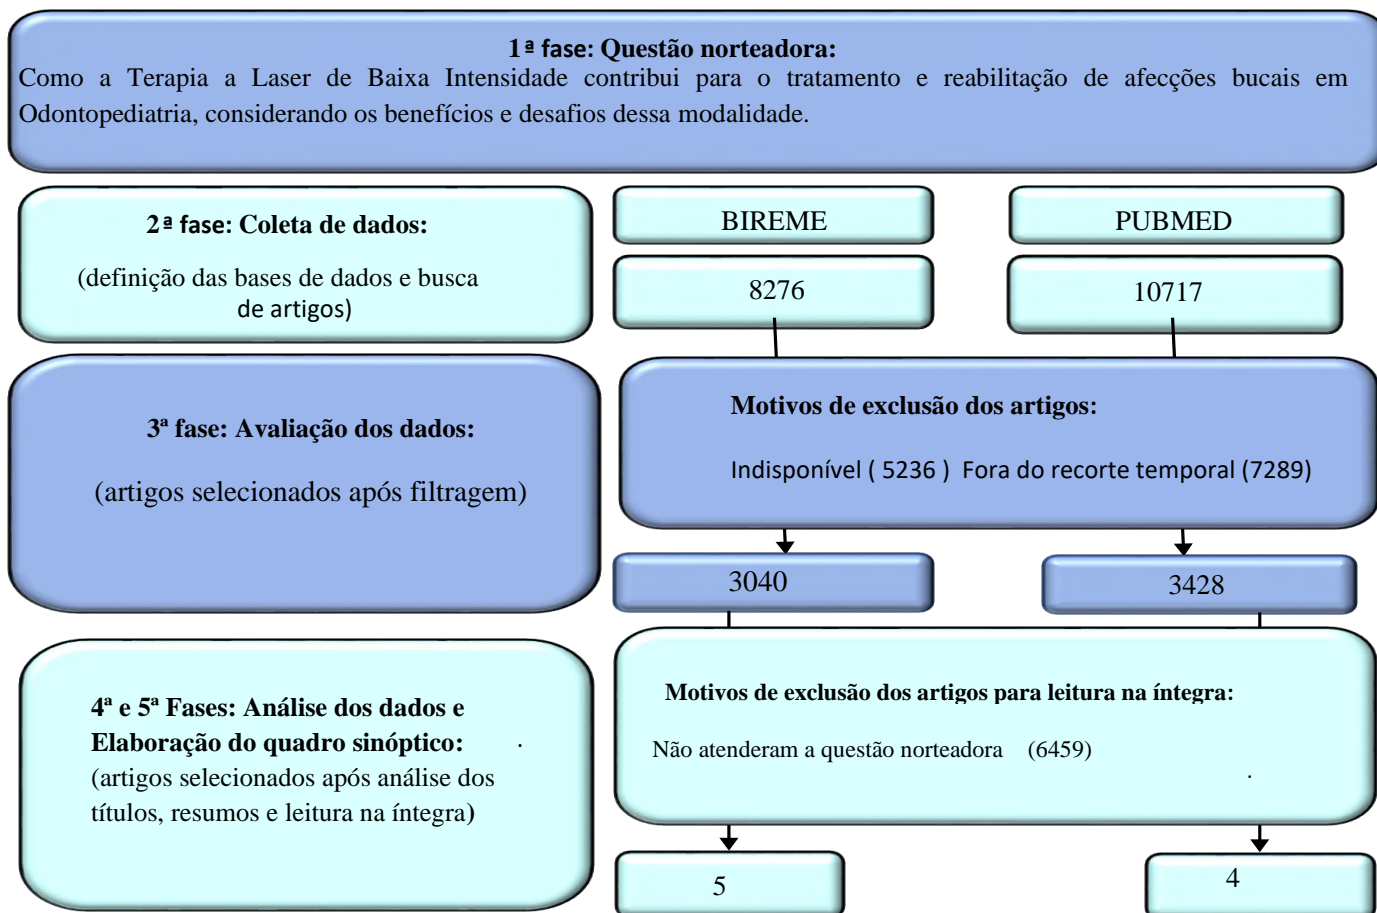 1ª fase: Questão norteadora:
Como a Terapia a Laser de Baixa Intensidade contribui para o tratamento e reabilitação de afecções bucais em
Odontopediatria, considerando os benefícios e desafios dessa modalidade.
2ª fase: Coleta de dados:
(definição das bases de dados e busca
de artigos)
BIREME
PUBMED
8276
10717
3ª fase: Avaliação dos dados:
(artigos selecionados após filtragem)
Motivos de exclusão dos artigos:
Indisponível ( 5236 ) Fora do recorte temporal (7289)
3040
3428
4ª e 5ª Fases: Análise dos dados e
Elaboração do quadro sinóptico: .
(artigos selecionados após análise dos
títulos, resumos e leitura na íntegra)
Motivos de exclusão dos artigos para leitura na íntegra:
Não atenderam a questão norteadora (6459)
.
5
4